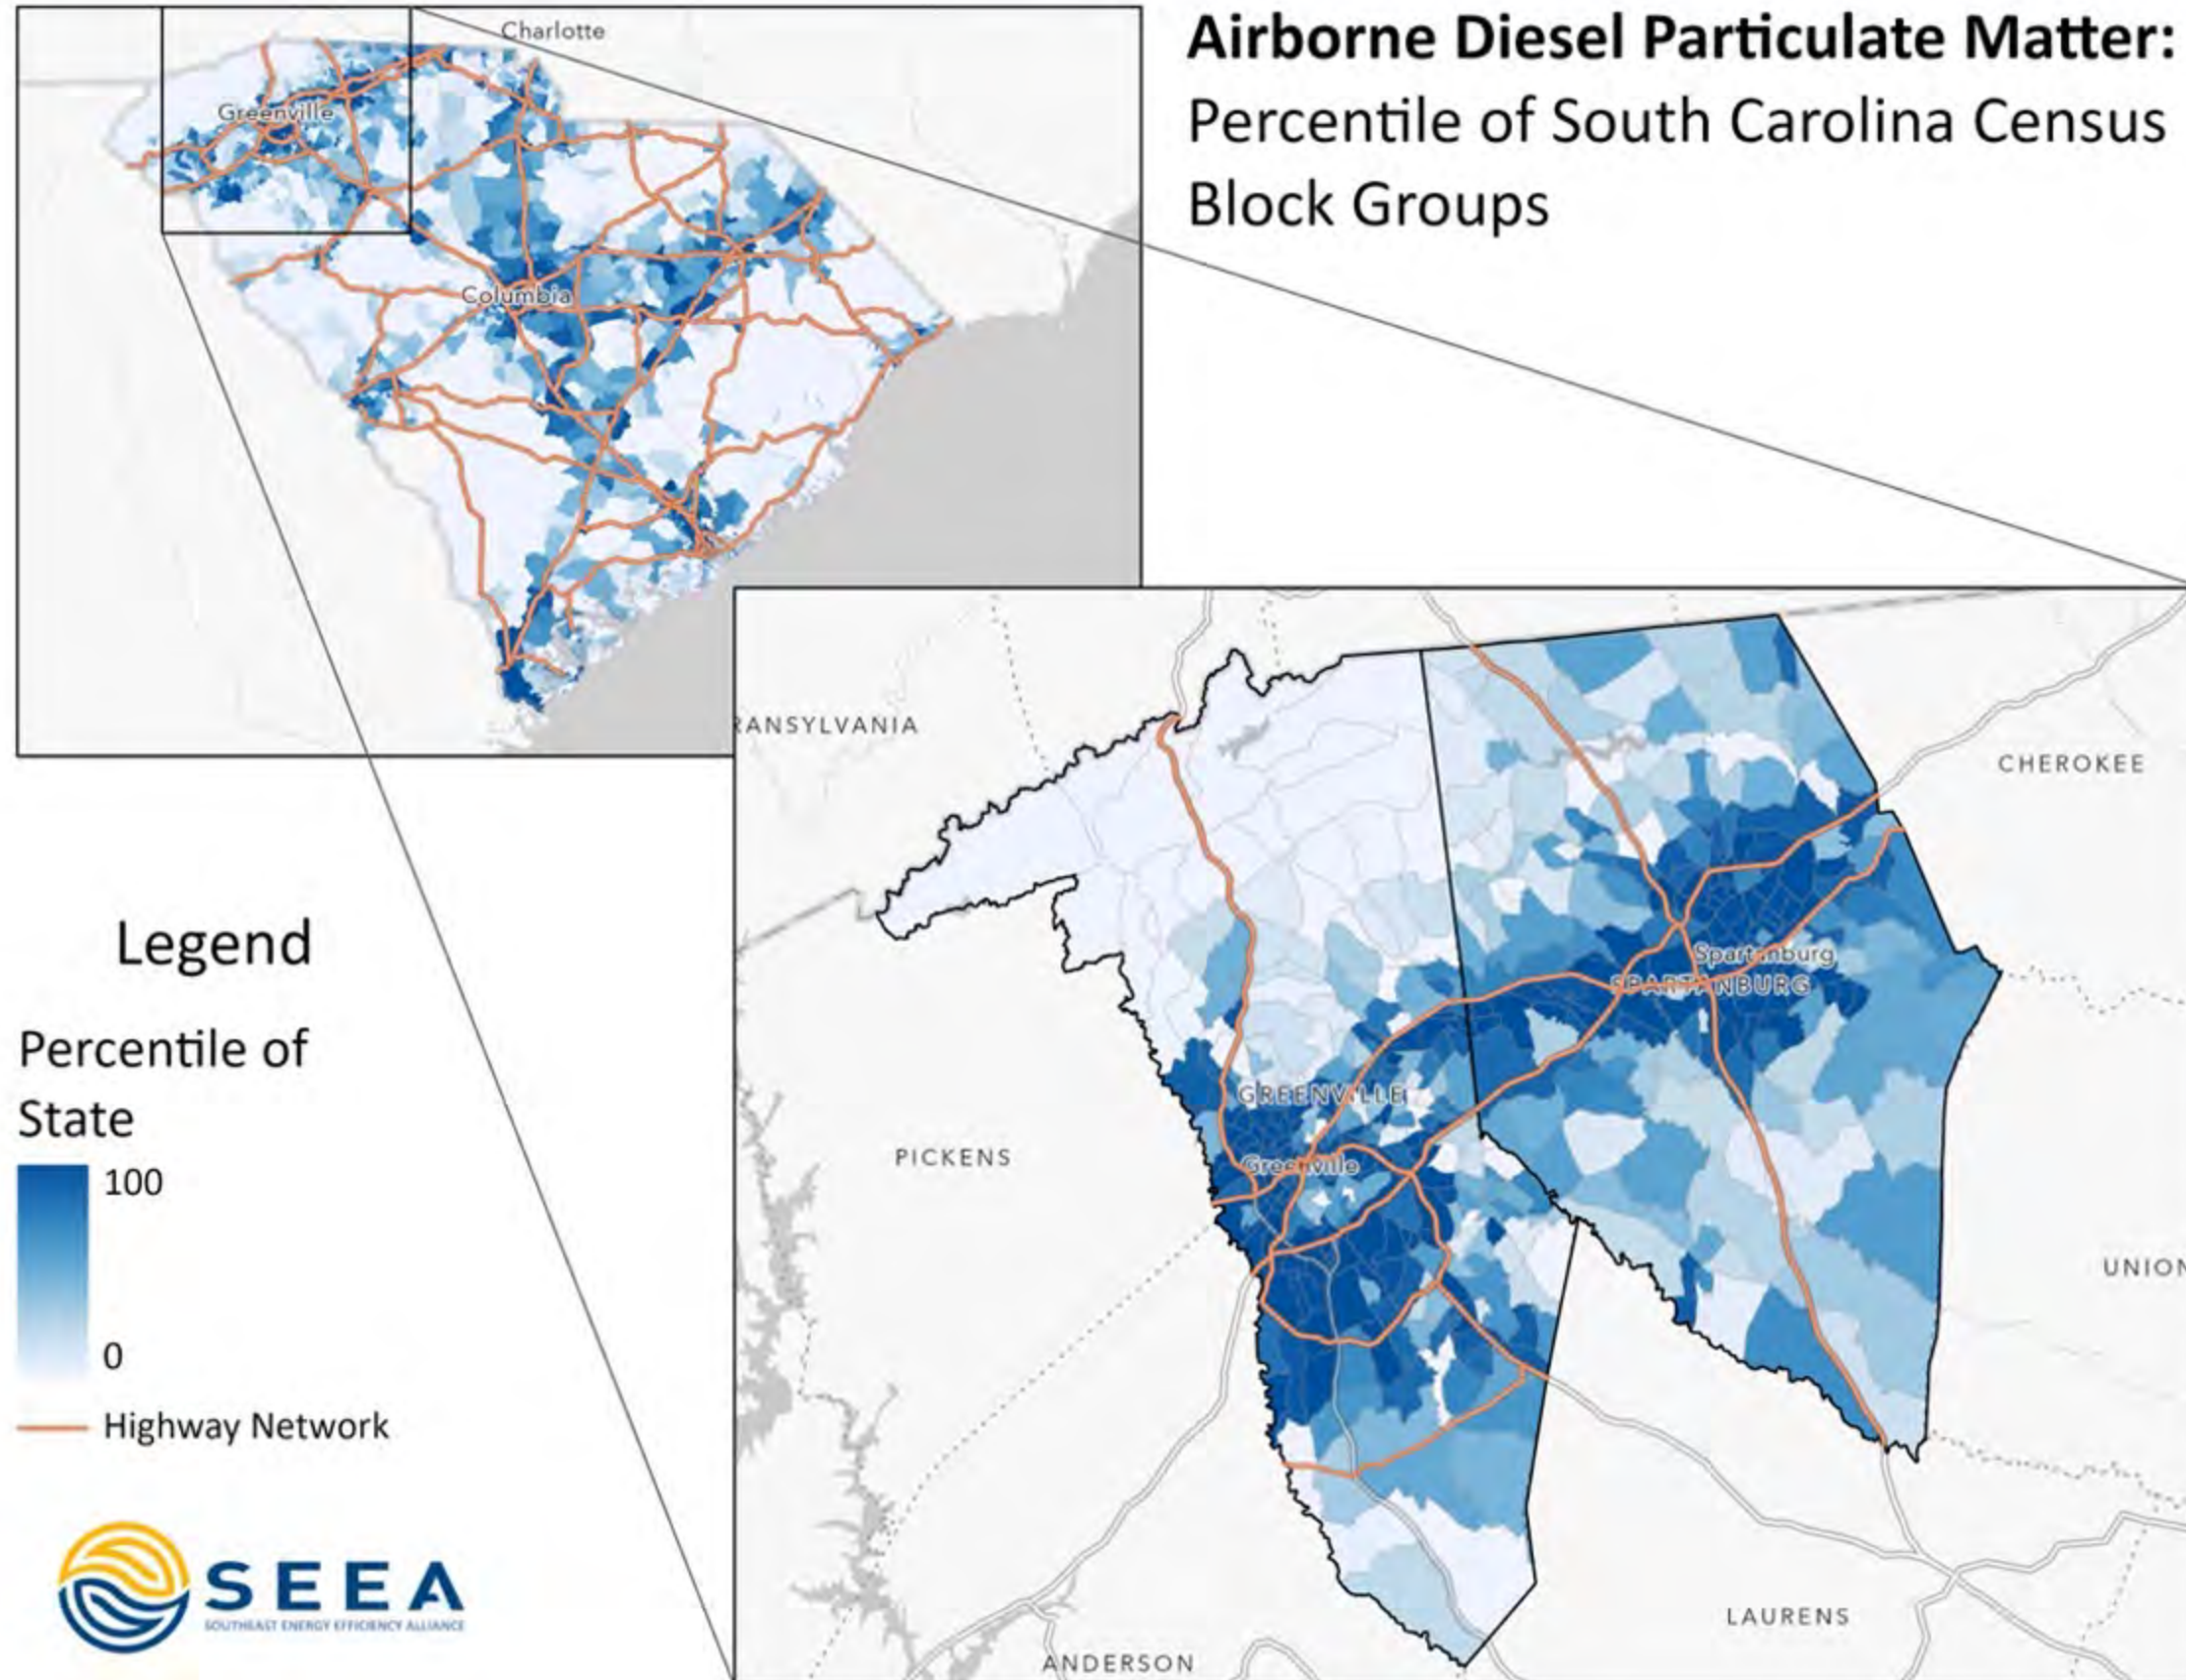 Airborne Diesel Particulate Matter:
Percentile of South Carolina Census
Block Groups
Charlotte
Greenville
Columbia
RANSYLVANIA
CHEROKEE
Spartanburg
SPARTANBURG
GREENVILLE
PICKENS
Greenville
UNION
LAURENS
ANDERSON
Legend
Percentile of
State
100
0
Highway Network
SEEA
SOUTHEAST ENERGY EFFICIENCY ALLIANCE